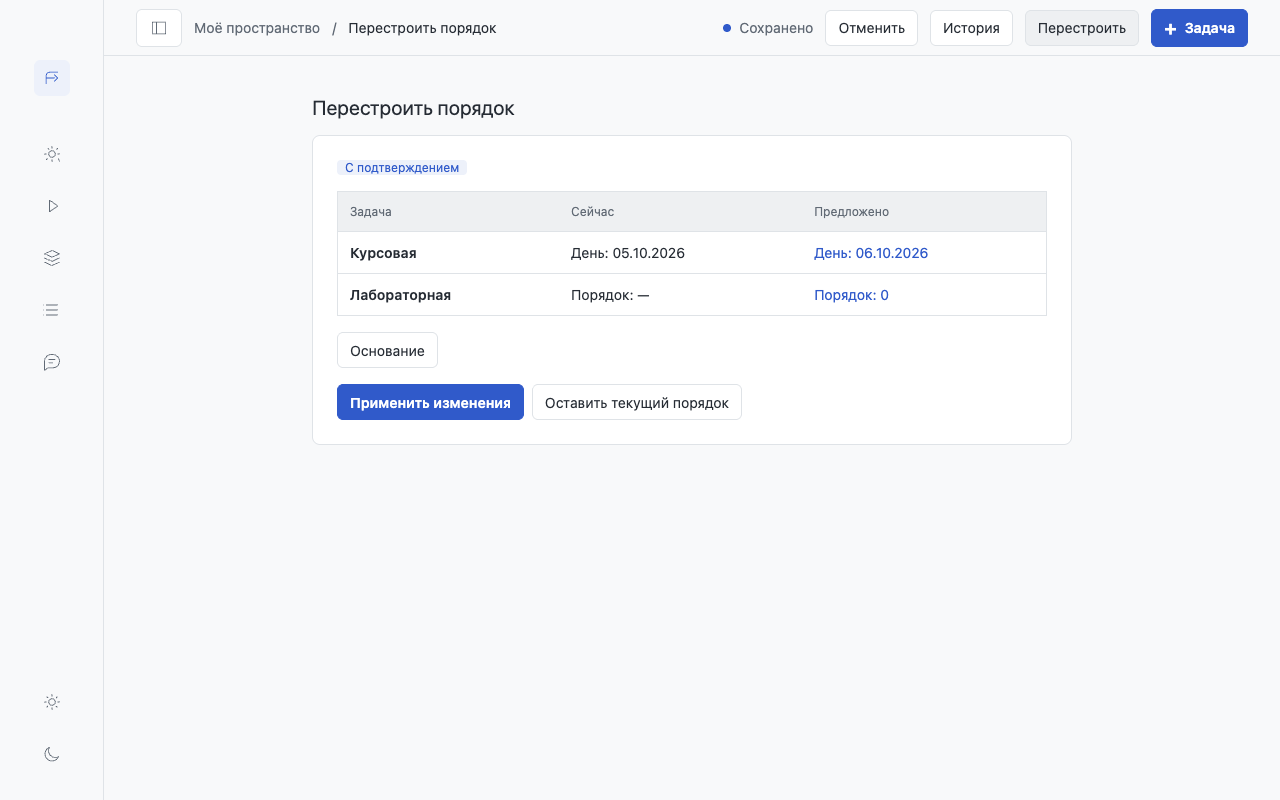 Моё пространство / Перестроить порядок
Сохранено
Отменить
История
Перестроить
+ Задача
Перестроить порядок
С подтверждением
Задача Сейчас Предложено
Курсовая День: 05.10.2026 День: 06.10.2026
Лабораторная Порядок: — Порядок: 0
Основание
Применить изменения Оставить текущий порядок